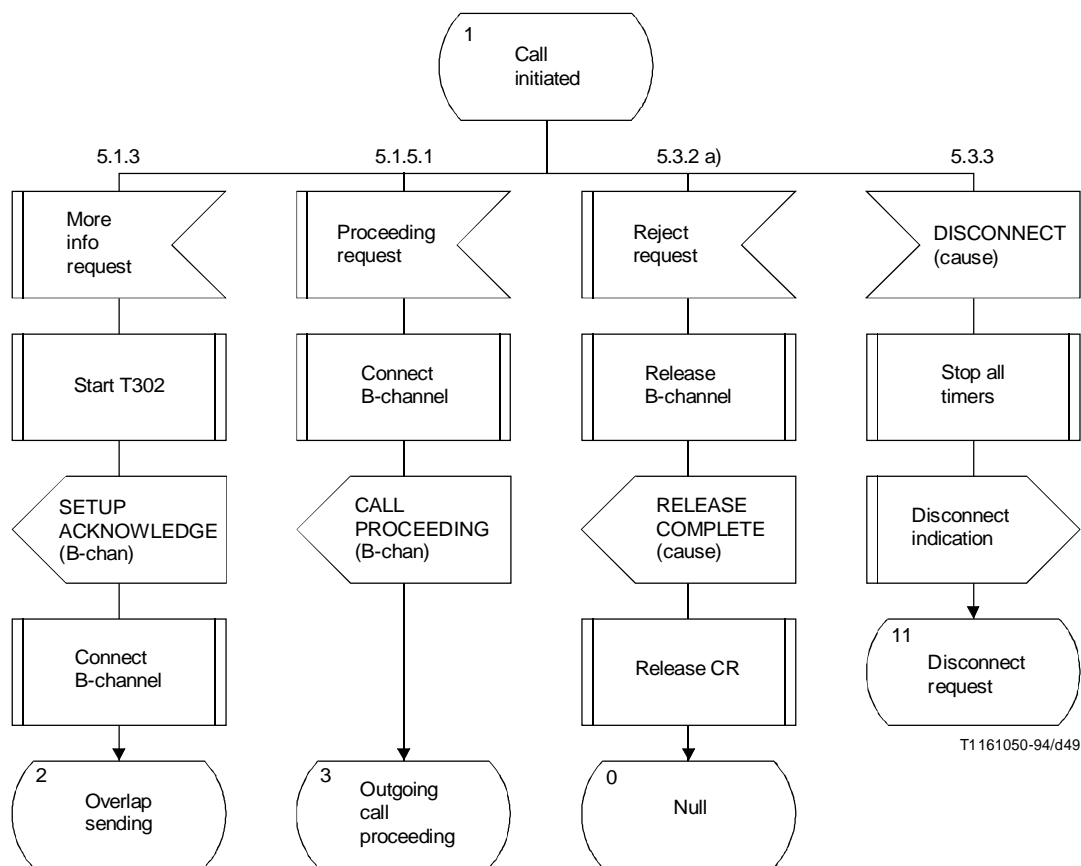 1
Call
initiated
5.1.3
5.1.5.1
5.3.2 a)
5.3.3
More
info
request
Proceeding
request
Reject
request
DISCONNECT
(cause)
Start T302
Connect
B-channel
Release
B-channel
Stop all
timers
SETUP
ACKNOWLEDGE
(B-chan)
CALL
PROCEEDING
(B-chan)
RELEASE
COMPLETE
(cause)
Disconnect
indication
Connect
B-channel
Release CR
11
Disconnect
request
T1161050-94/d49
2
Overlap
sending
3
Outgoing
call
proceeding
0
Null